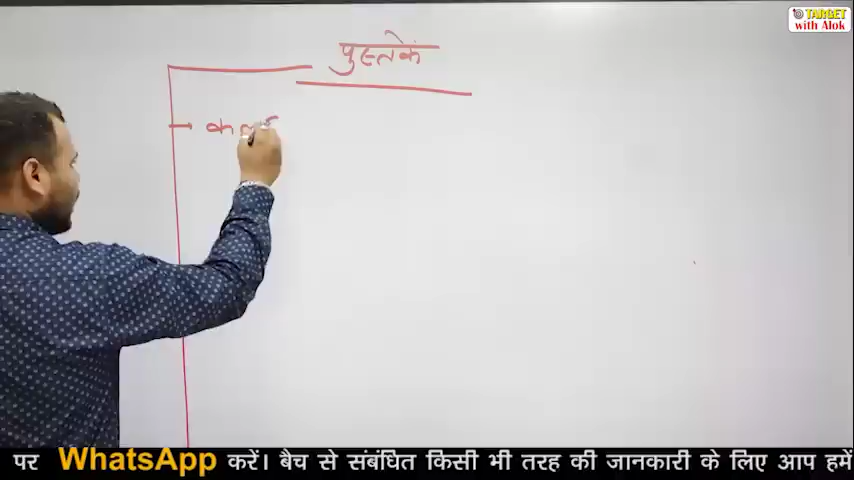 TARGET
with Alok
पुस्तकें
पर WhatsApp करें। बैच से संबंधित किसी भी तरह की जानकारी के लिए आप हमें